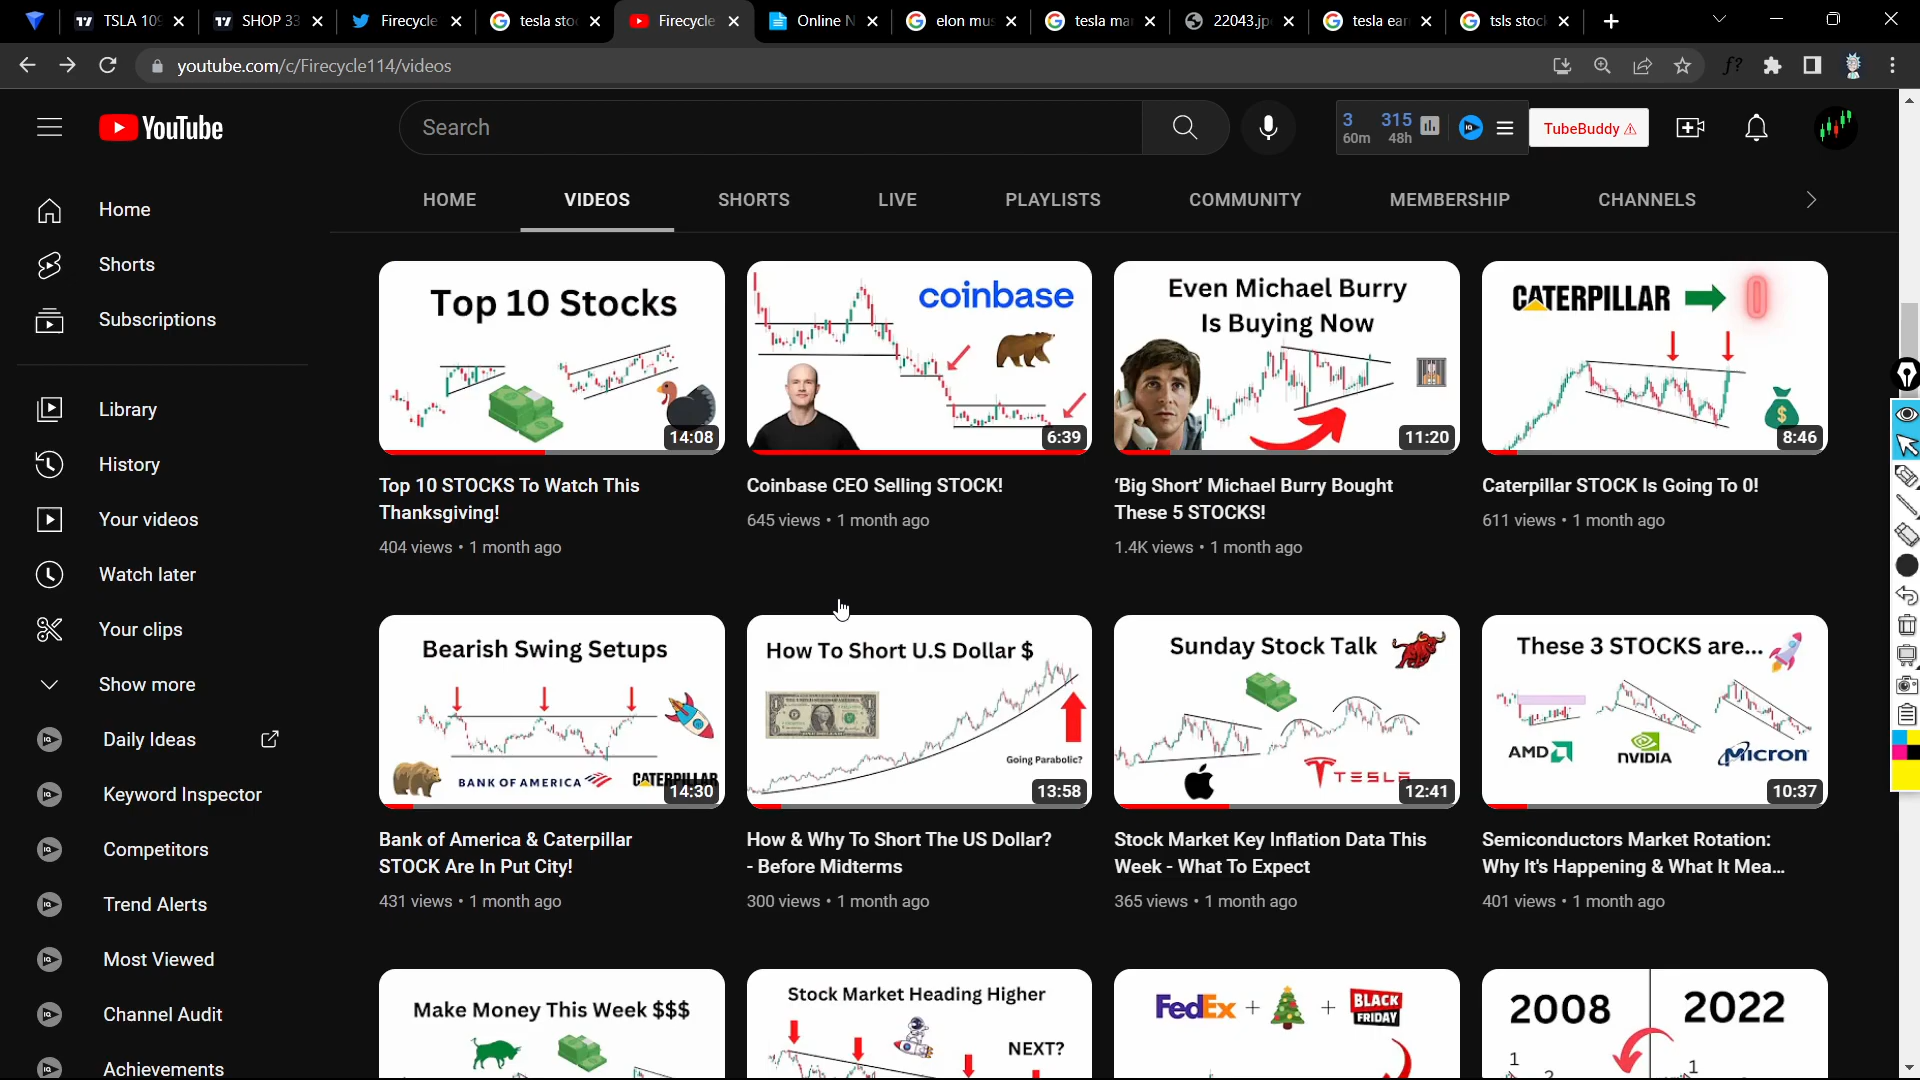 TSLA 109
SHOP 33
Firecycle
tesla stoc
Firecycle
Online N
elon mus
tesla mar
22043.jp
tesla ear
tsls stock
youtube.com/c/Firecycle114/videos
YouTube
Search
3 315
60m 48h
TubeBuddy
HOME VIDEOS SHORTS LIVE PLAYLISTS COMMUNITY MEMBERSHIP CHANNELS
Home
Shorts
Subscriptions
Library
History
Your videos
Watch later
Your clips
Show more
Daily Ideas
Keyword Inspector
Competitors
Trend Alerts
Most Viewed
Channel Audit
Achievements
Top 10 Stocks
14:08
Top 10 STOCKS To Watch This
Thanksgiving!
404 views • 1 month ago
coinbase
6:39
Coinbase CEO Selling STOCK!
645 views • 1 month ago
Even Michael Burry
Is Buying Now
11:20
‘Big Short’ Michael Burry Bought
These 5 STOCKS!
1.4K views • 1 month ago
CATERPILLAR 0
$
8:46
Caterpillar STOCK Is Going To 0!
611 views • 1 month ago
Bearish Swing Setups
BANK OF AMERICA
CATERPILLAR
14:30
Bank of America & Caterpillar
STOCK Are In Put City!
431 views • 1 month ago
How To Short U.S Dollar $
Going Parabolic?
13:58
How & Why To Short The US Dollar?
- Before Midterms
300 views • 1 month ago
Sunday Stock Talk
TESLA
12:41
Stock Market Key Inflation Data This
Week - What To Expect
365 views • 1 month ago
These 3 STOCKS are...
AMD
NVIDIA
Micron
10:37
Semiconductors Market Rotation:
Why It's Happening & What It Mea...
401 views • 1 month ago
Make Money This Week $$$
Stock Market Heading Higher
NEXT?
FedEx + + BLACK
FRIDAY
2008 2022
1
2
1